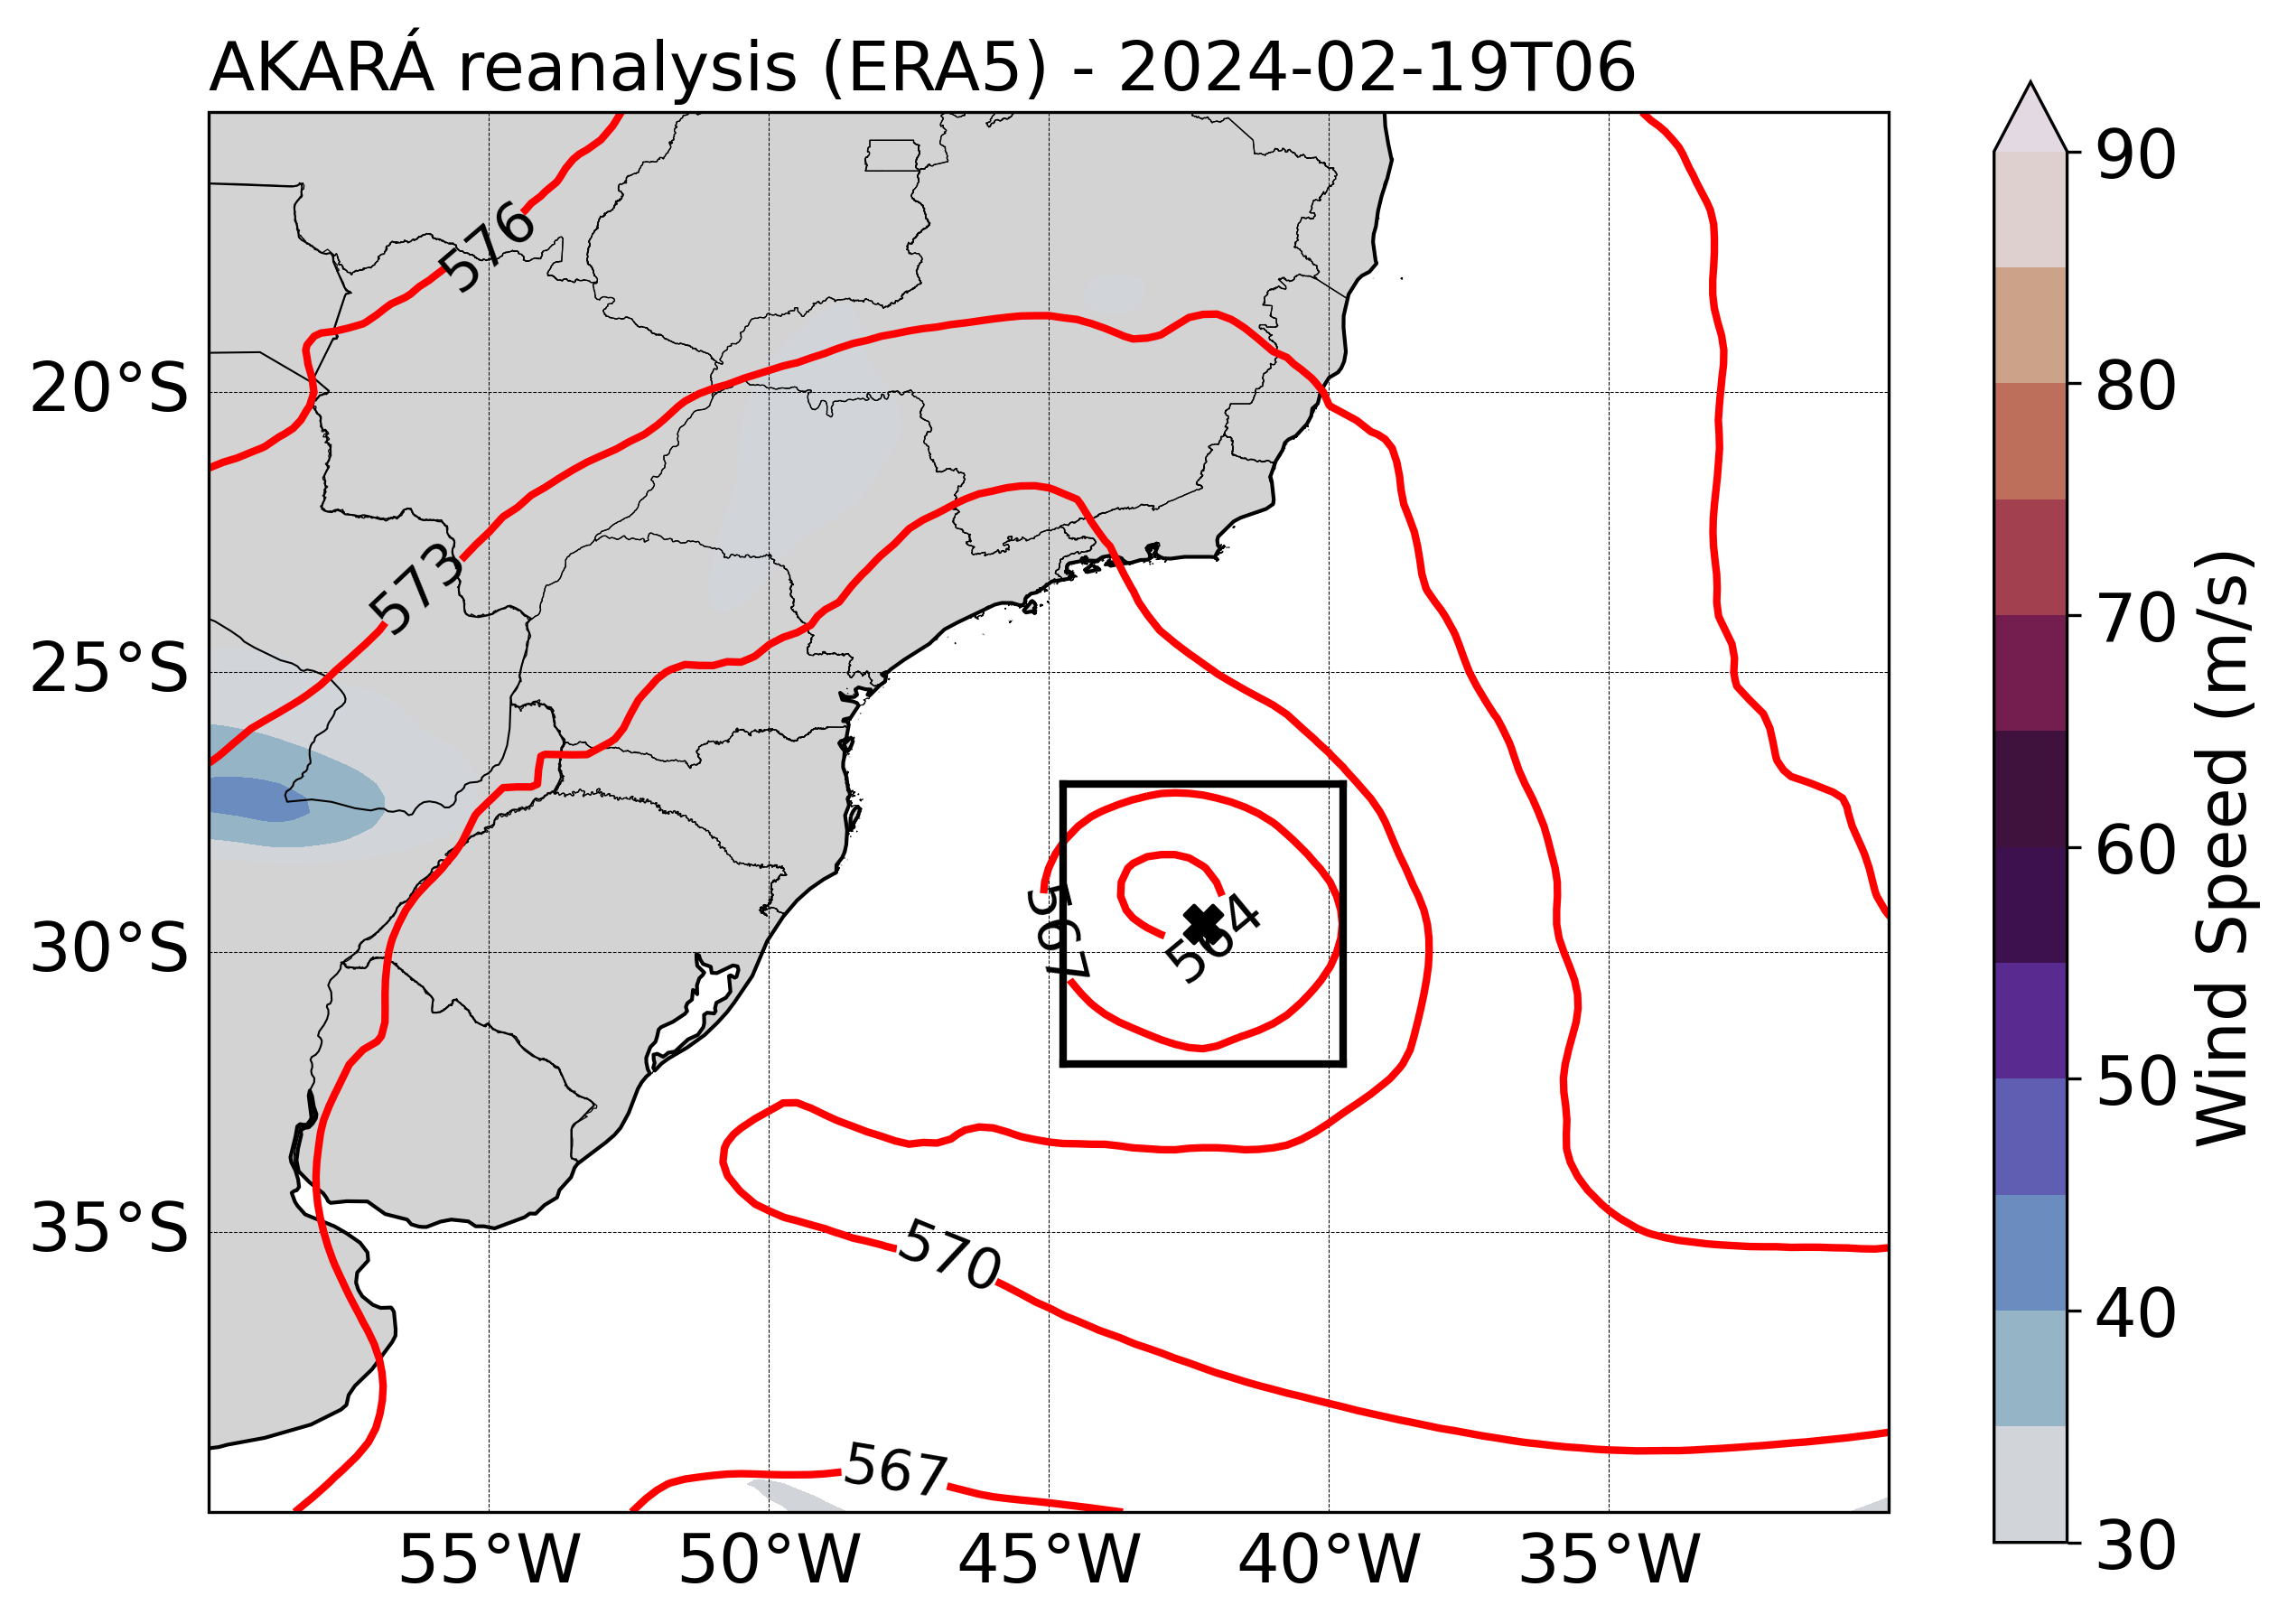 AKARÁ reanalysis (ERA5) - 2024-02-19T06
576
573
567
564
570
567
20°S
25°S
30°S
35°S
55°W
50°W
45°W
40°W
35°W
90
80
70
60
50
40
30
Wind Speed (m/s)